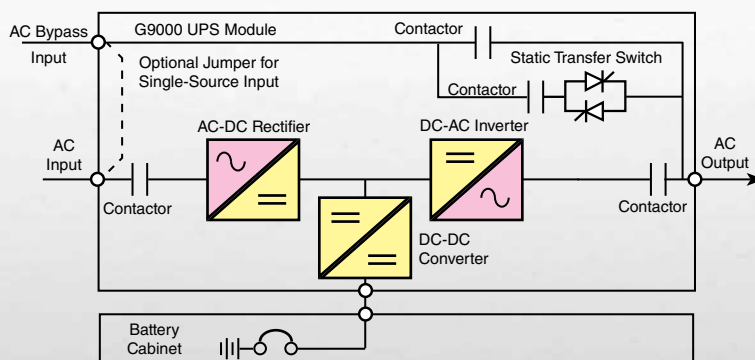 AC Bypass
Input
G9000 UPS Module
Contactor
Optional Jumper for
Single-Source Input
Static Transfer Switch
Contactor
AC-DC Rectifier
DC-AC Inverter
AC
Input
AC
Output
Contactor
Contactor
DC-DC
Converter
Battery
Cabinet